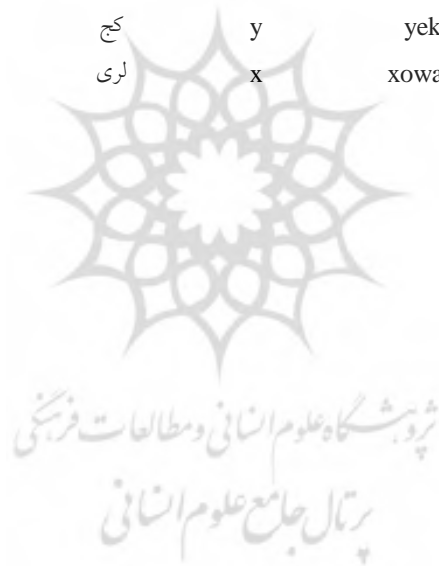 کج y yek
لری x xowa
پژوهشگاه علوم انسانی و مطالعات فرهنگی
پرتال جامع علوم انسانی